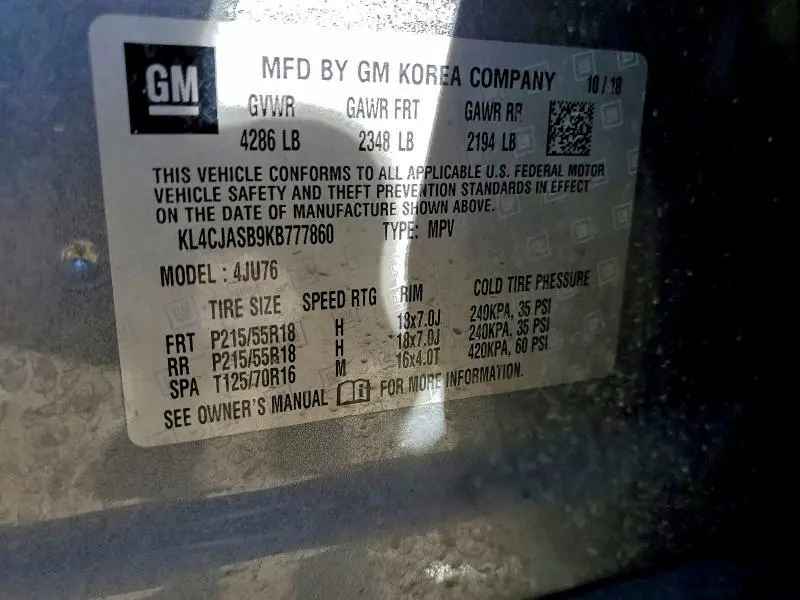 GM
MFD BY GM KOREA COMPANY 10/18
GVWR GAWR FRT GAWR RR
4286 LB 2348 LB 2194 LB
THIS VEHICLE CONFORMS TO ALL APPLICABLE U.S. FEDERAL MOTOR
VEHICLE SAFETY AND THEFT PREVENTION STANDARDS IN EFFECT
ON THE DATE OF MANUFACTURE SHOWN ABOVE.
KL4CJASB9KB777860 TYPE: MPV
MODEL : 4JU76
TIRE SIZE SPEED RTG RIM COLD TIRE PRESSURE
FRT P215/55R18 H 18x7.0J 240KPA, 35 PSI
RR P215/55R18 H 18x7.0J 240KPA, 35 PSI
SPA T125/70R16 M 16x4.0T 420KPA, 60 PSI
SEE OWNER'S MANUAL i FOR MORE INFORMATION.